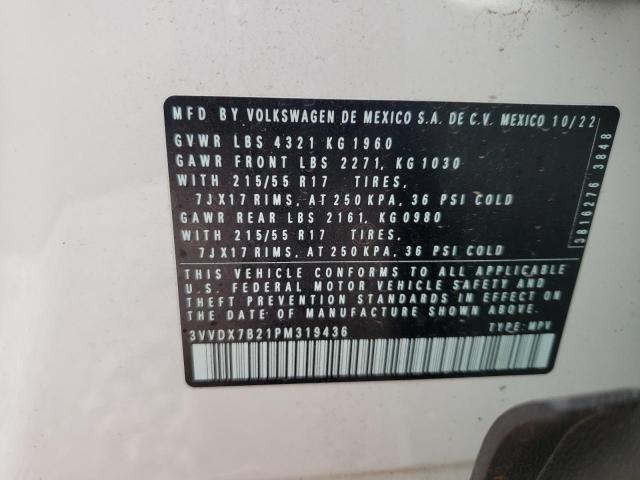 MFD BY VOLKSWAGEN DE MEXICO S.A. DE C.V. MEXICO 10/22
GVWR LBS 4321 KG 1960
GAWR FRONT LBS 2271, KG 1030
WITH 215/55 R17 TIRES,
7JX17 RIMS, AT 250 KPA, 36 PSI COLD
GAWR REAR LBS 2161, KG 0980
WITH 215/55 R17 TIRES,
7JX17 RIMS, AT 250 KPA, 36 PSI COLD
THIS VEHICLE CONFORMS TO ALL APPLICABLE
U.S. FEDERAL MOTOR VEHICLE SAFETY AND
THEFT PREVENTION STANDARDS IN EFFECT ON
THE DATE OF MANUFACTURE SHOWN ABOVE.
3VVDX7B21PM319436 TYPE: MPV
3816276 3848